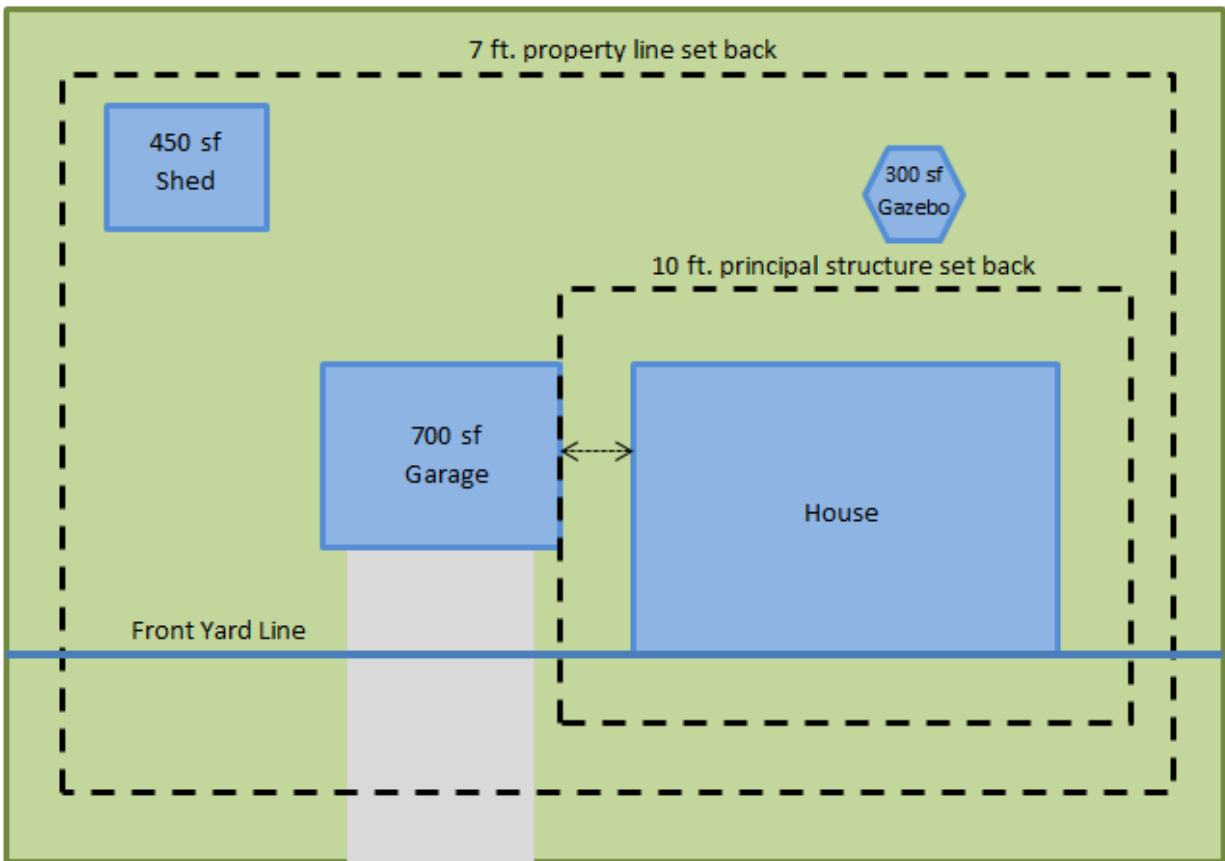 7 ft. property line set back
450 sf
Shed
300 sf
Gazebo
10 ft. principal structure set back
700 sf
Garage
House
Front Yard Line